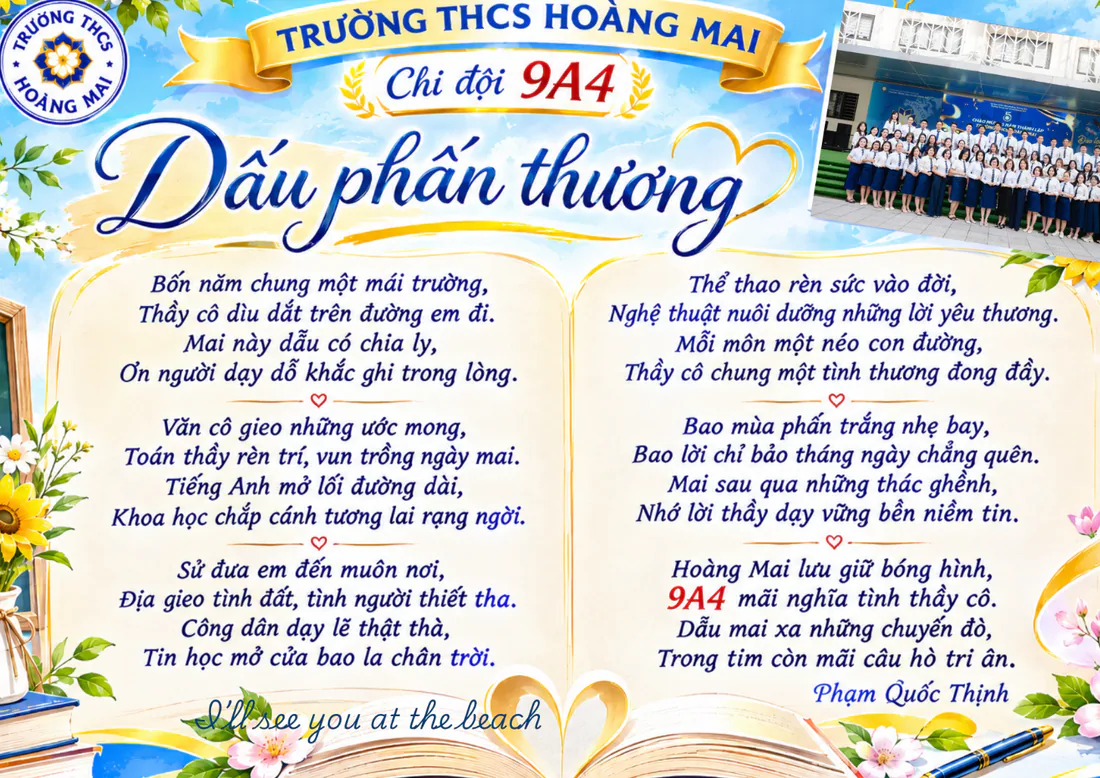 TRƯỜNG THCS
HOÀNG MAI
TRƯỜNG THCS HOÀNG MAI
Chi đội 9A4
Dấu phấn thương
Bốn năm chung một mái trường,
Thầy cô dìu dắt trên đường em đi.
Mai này dẫu có chia ly,
Ơn người dạy dỗ khắc ghi trong lòng.
Văn cô gieo những ước mong,
Toán thầy rèn trí, vun trồng ngày mai.
Tiếng Anh mở lối đường dài,
Khoa học chắp cánh tương lai rạng ngời.
Sử đưa em đến muôn nơi,
Địa gieo tình đất, tình người thiết tha.
Công dân dạy lẽ thật thà,
Tin học mở cửa bao la chân trời.
Thể thao rèn sức vào đời,
Nghệ thuật nuôi dưỡng những lời yêu thương.
Mỗi môn một néo con đường,
Thầy cô chung một tình thương đong đầy.
Bao mùa phấn trắng nhẹ bay,
Bao lời chỉ bảo tháng ngày chẳng quên.
Mai sau qua những thác ghềnh,
Nhớ lời thầy dạy vững bền niềm tin.
Hoàng Mai lưu giữ bóng hình,
9A4 mãi nghĩa tình thầy cô.
Dẫu mai xa những chuyến đò,
Trong tim còn mãi câu hò tri ân.
Phạm Quốc Thịnh
I'll see you at the beach